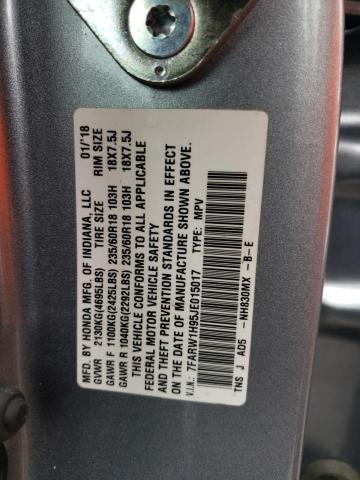 MFD. BY HONDA MFG. OF INDIANA, LLC 01/'18
GVWR 2130KG(4695LBS) TIRE SIZE RIM SIZE
GAWR F 1100KG(2425LBS) 235/60R18 103H 18X7.5J
GAWR R 1040KG(2292LBS) 235/60R18 103H 18X7.5J
THIS VEHICLE CONFORMS TO ALL APPLICABLE
FEDERAL MOTOR VEHICLE SAFETY
AND THEFT PREVENTION STANDARDS IN EFFECT
ON THE DATE OF MANUFACTURE SHOWN ABOVE.
V.I.N.: 7FARW1H95JE015017 TYPE: MPV
TNS J AD5 -NH830MX -B-E